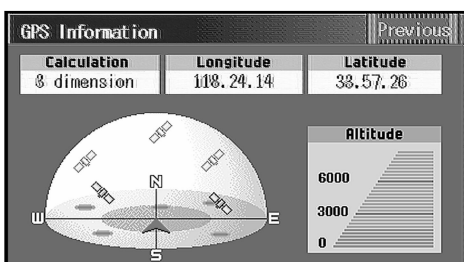 GPS Information
Previous
Calculation
3 dimension
Longitude
118.24.14
Latitude
33.57.26
N
W
E
S
Altitude
6000
3000
0